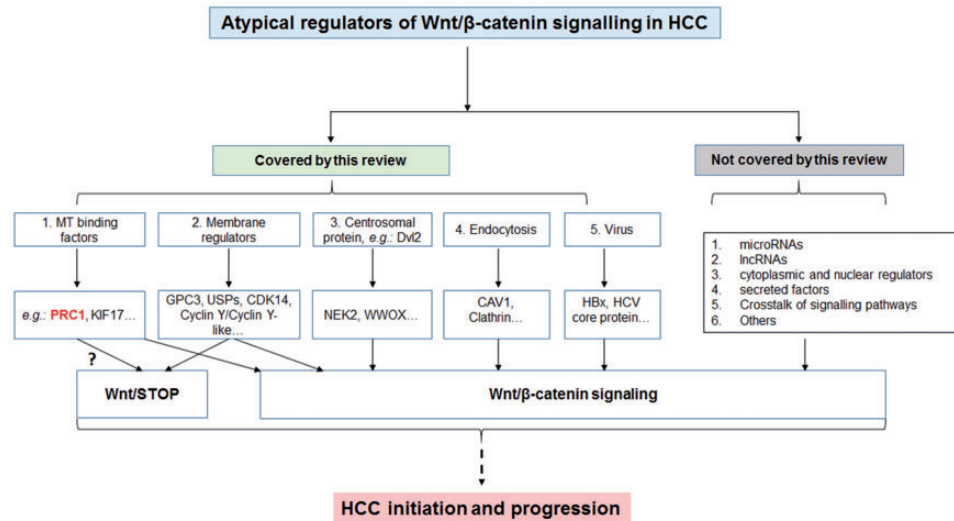 Atypical regulators of Wnt/β-catenin signalling in HCC
Covered by this review
Not covered by this review
1. MT binding
factors
2. Membrane
regulators
3. Centrosomal
protein, e.g.: Dvl2
4. Endocytosis
5. Virus
1. microRNAs
2. lncRNAs
3. cytoplasmic and nuclear regulators
4. secreted factors
5. Crosstalk of signalling pathways
6. Others
e.g.: PRC1, KIF17...
GPC3, USPs, CDK14,
Cyclin Y/Cyclin Y-
like...
NEK2, WWOX...
CAV1,
Clathrin...
HBx, HCV
core protein...
?
Wnt/STOP
Wnt/β-catenin signaling
HCC initiation and progression